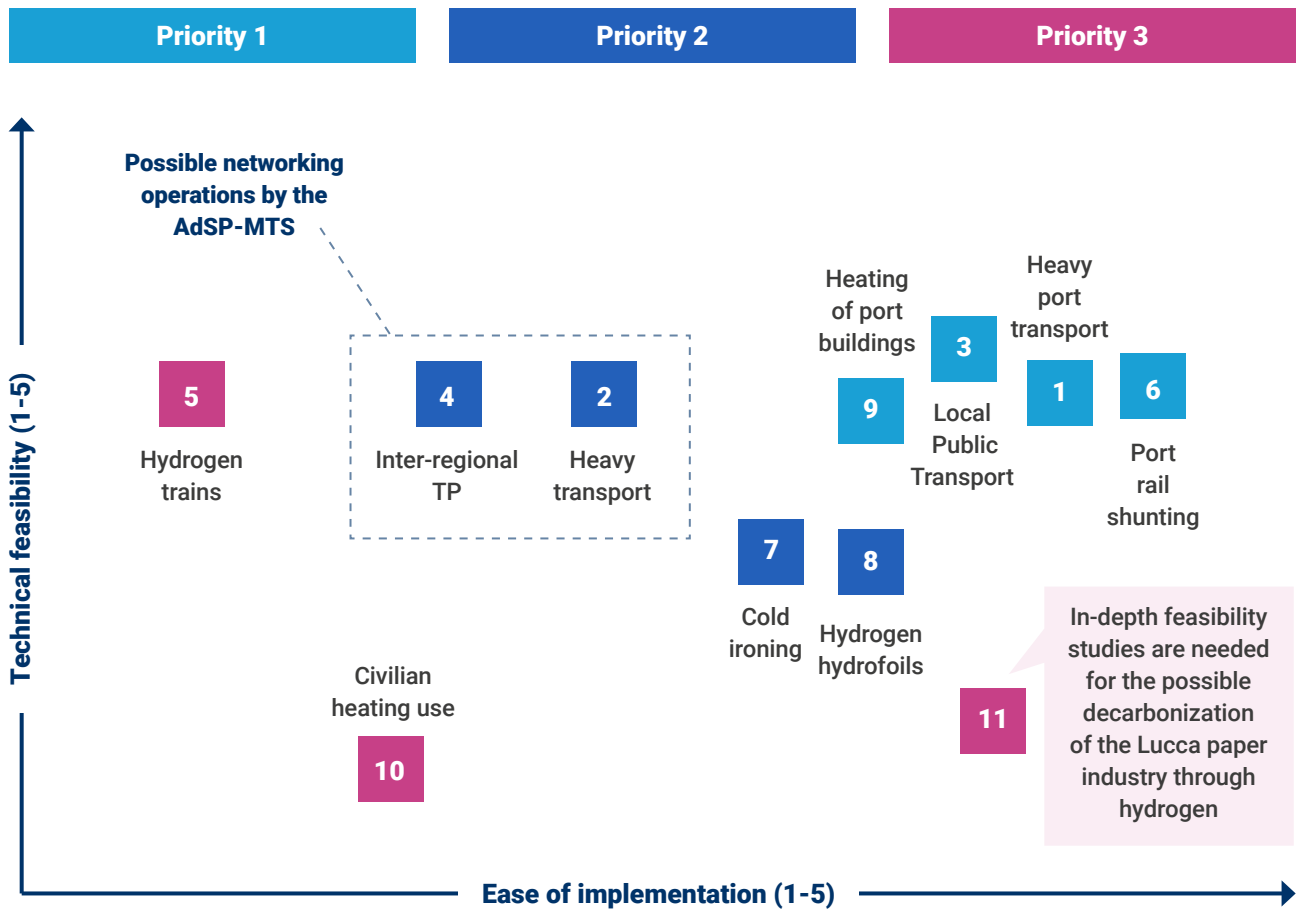 Priority 1
Priority 2
Priority 3
Possible networking
operations by the
AdSP-MTS
Technical feasibility (1-5)
5
Hydrogen
trains
4
Inter-regional
TP
2
Heavy
transport
Heating
of port
buildings
9
3
Local
Public
Transport
Heavy
port
transport
1
6
Port
rail
shunting
7
Cold
ironing
8
Hydrogen
hydrofoils
Civilian
heating use
10
11
In-depth feasibility
studies are needed
for the possible
decarbonization
of the Lucca paper
industry through
hydrogen
Ease of implementation (1-5)